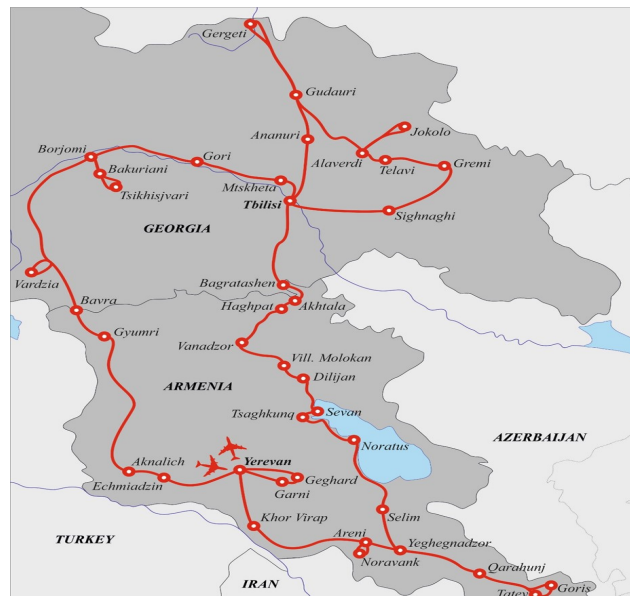 Gergeti
Gudauri
Jokolo
Ananuri
Borjomi
Gori
Alaverdi
Gremi
Bakuriani
Telavi
Mtskheta
Tsikhisjvari
Tbilisi
Sighnaghi
GEORGIA
Vardzia
Bagratashen
Bavra
Haghpat
Akhtala
Gyumri
Vanadzor
Vill. Molokan
ARMENIA
Dilijan
Tsaghkunq
Sevan
Noratus
AZERBAIJAN
Aknalich
Yerevan
Geghard
Echmiadzin
Garni
Khor Virap
Selim
Areni
TURKEY
Yeghegnadzor
Noravank
Qarahunj
IRAN
Goris
Tatev